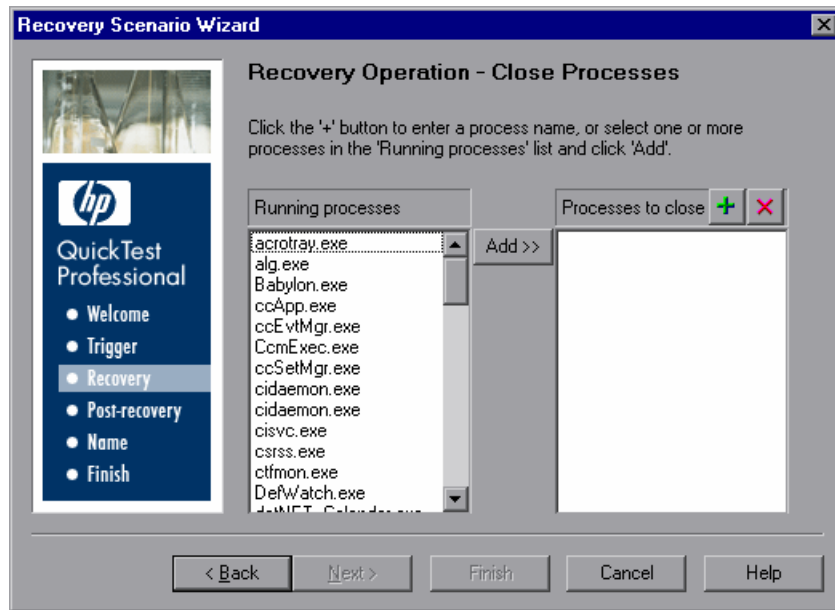 Recovery Scenario Wizard
Recovery Operation - Close Processes
Click the '+' button to enter a process name, or select one or more
processes in the 'Running processes' list and click 'Add'.
hp
QuickTest
Professional
Welcome
Trigger
Recovery
Post-recovery
Name
Finish
Running processes
acrotray.exe
alg.exe
Babylon.exe
ccApp.exe
ccEvtMgr.exe
CcmExec.exe
ccSetMgr.exe
cidaemon.exe
cidaemon.exe
cisvc.exe
csrss.exe
ctfmon.exe
DefWatch.exe
Add >>
Processes to close
< Back
Next >
Finish
Cancel
Help